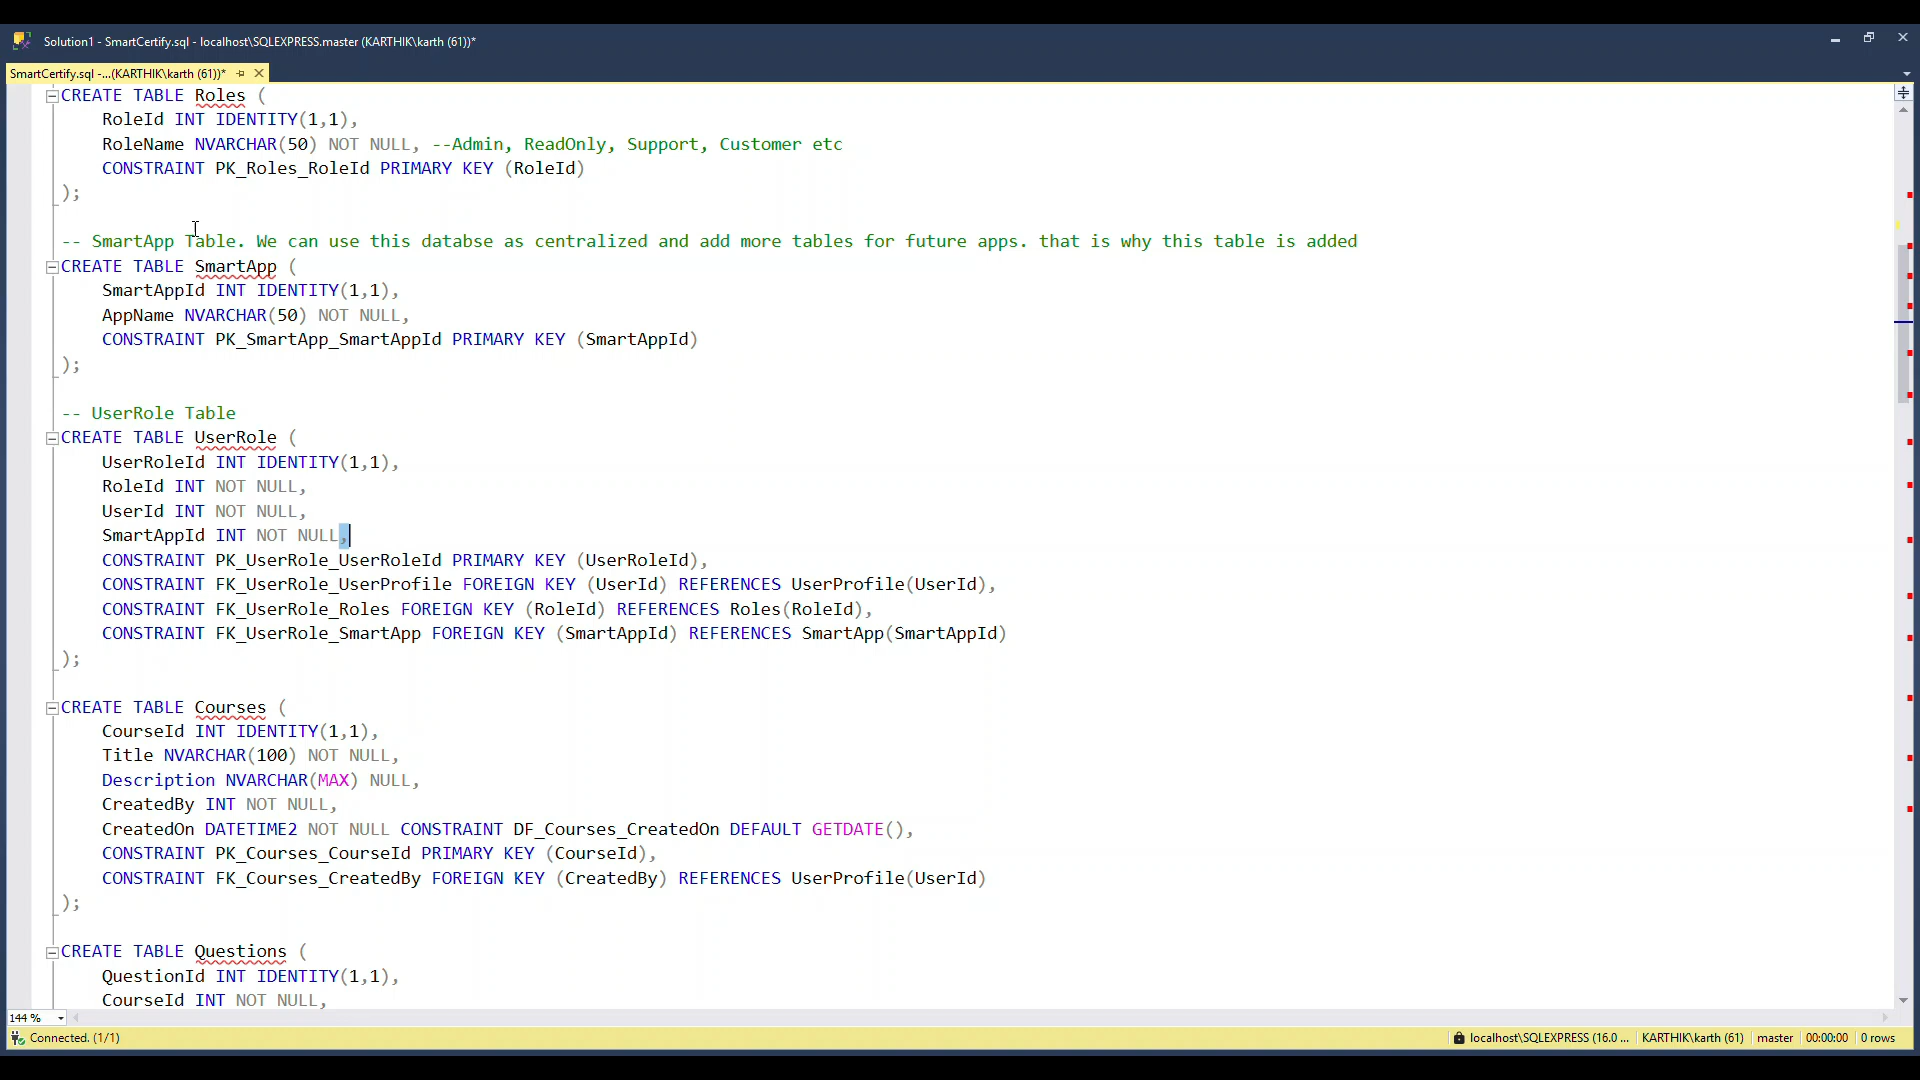 Solution1 - SmartCertify.sql - localhost\SQLEXPRESS.master (KARTHIK\karth (61))*
SmartCertify.sql -...(KARTHIK\karth (61))*
CREATE TABLE Roles (
RoleId INT IDENTITY(1,1),
RoleName NVARCHAR(50) NOT NULL, --Admin, ReadOnly, Support, Customer etc
CONSTRAINT PK_Roles_RoleId PRIMARY KEY (RoleId)
);
-- SmartApp Table. We can use this databse as centralized and add more tables for future apps. that is why this table is added
CREATE TABLE SmartApp (
SmartAppId INT IDENTITY(1,1),
AppName NVARCHAR(50) NOT NULL,
CONSTRAINT PK_SmartApp_SmartAppId PRIMARY KEY (SmartAppId)
);
-- UserRole Table
CREATE TABLE UserRole (
UserRoleId INT IDENTITY(1,1),
RoleId INT NOT NULL,
UserId INT NOT NULL,
SmartAppId INT NOT NULL,
CONSTRAINT PK_UserRole_UserRoleId PRIMARY KEY (UserRoleId),
CONSTRAINT FK_UserRole_UserProfile FOREIGN KEY (UserId) REFERENCES UserProfile(UserId),
CONSTRAINT FK_UserRole_Roles FOREIGN KEY (RoleId) REFERENCES Roles(RoleId),
CONSTRAINT FK_UserRole_SmartApp FOREIGN KEY (SmartAppId) REFERENCES SmartApp(SmartAppId)
);
CREATE TABLE Courses (
CourseId INT IDENTITY(1,1),
Title NVARCHAR(100) NOT NULL,
Description NVARCHAR(MAX) NULL,
CreatedBy INT NOT NULL,
CreatedOn DATETIME2 NOT NULL CONSTRAINT DF_Courses_CreatedOn DEFAULT GETDATE(),
CONSTRAINT PK_Courses_CourseId PRIMARY KEY (CourseId),
CONSTRAINT FK_Courses_CreatedBy FOREIGN KEY (CreatedBy) REFERENCES UserProfile(UserId)
);
CREATE TABLE Questions (
QuestionId INT IDENTITY(1,1),
CourseId INT NOT NULL,
144 %
Connected. (1/1) localhost\SQLEXPRESS (16.0 ... KARTHIK\karth (61) master 00:00:00 0 rows